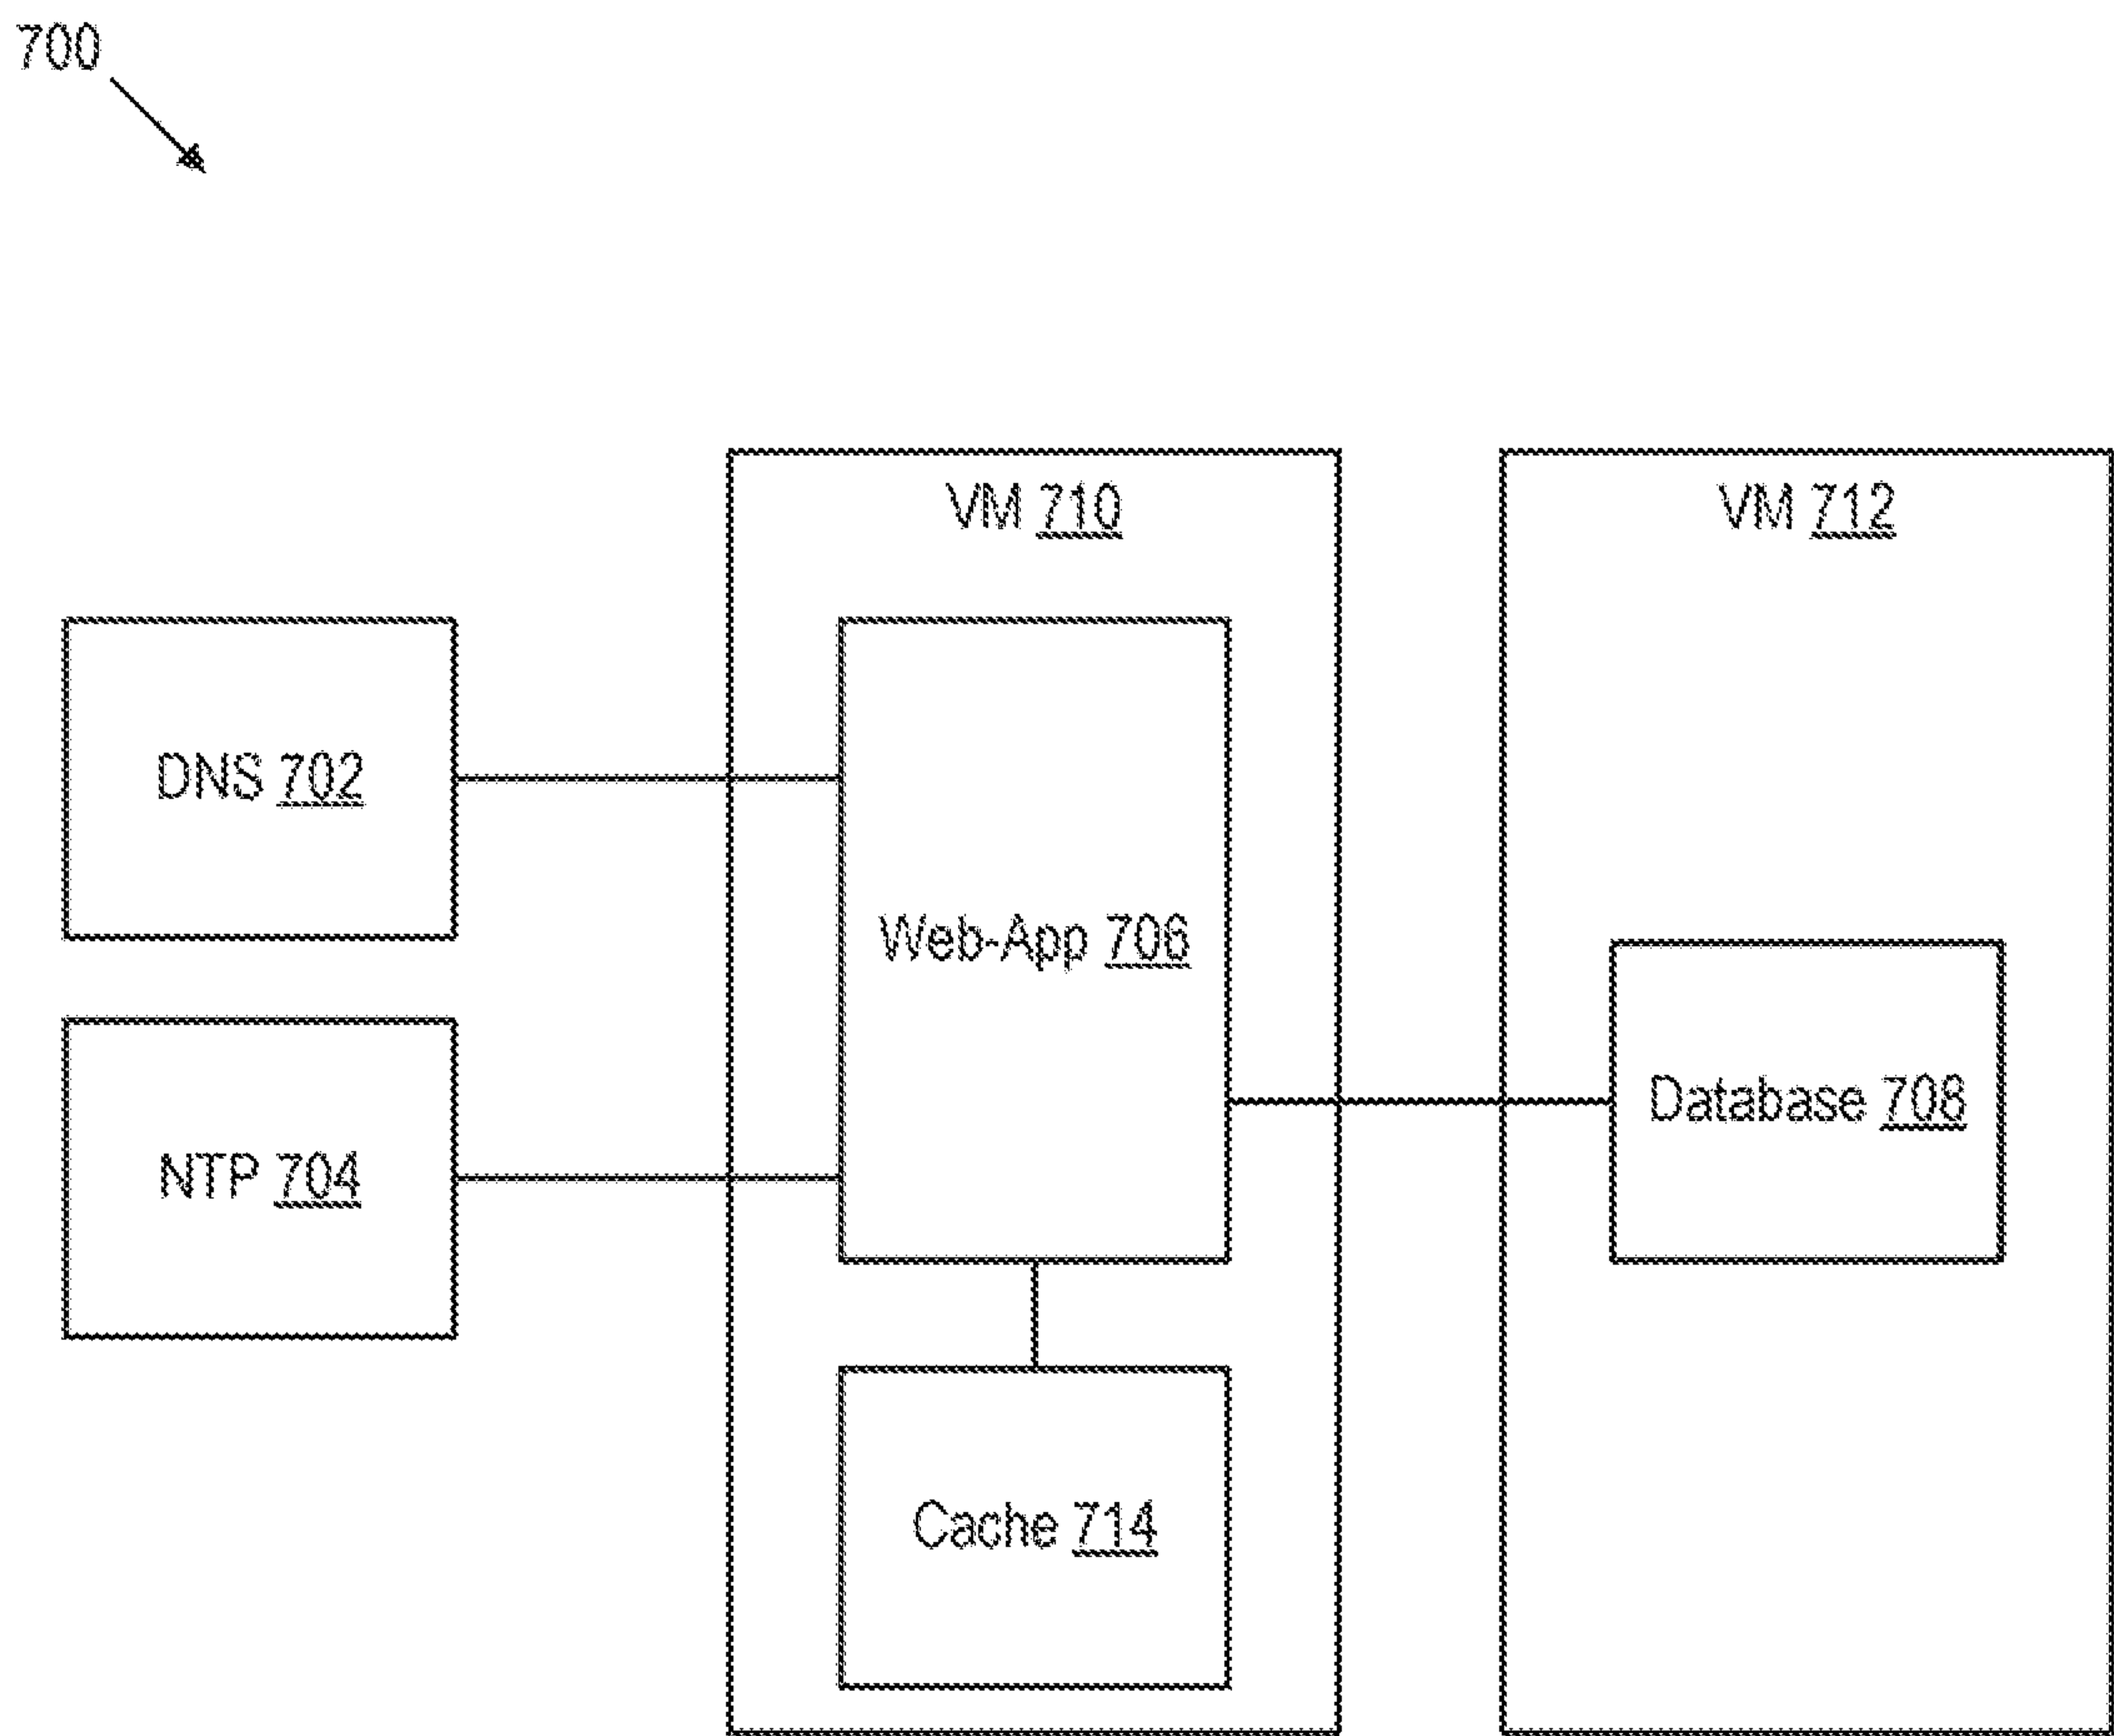 700
VM 710
VM 712
DNS 702
Web-App 706
Database 708
NTP 704
Cache 714